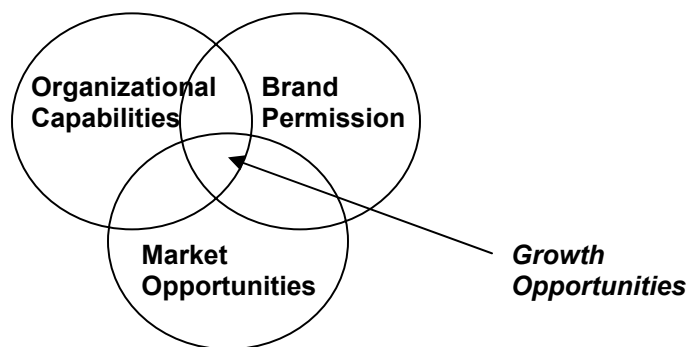 Organizational
Capabilities
Brand
Permission
Market
Opportunities
Growth
Opportunities